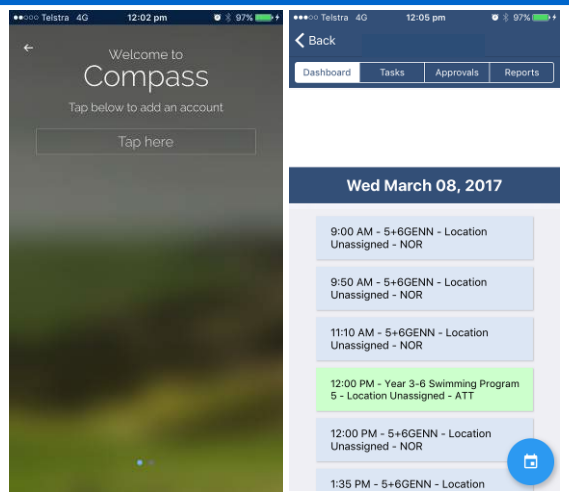 Telstra 4G 12:02 pm 97%
Welcome to
Compass
Tap below to add an account
Tap here
Telstra 4G 12:05 pm 97%
Back
Dashboard Tasks Approvals Reports
Wed March 08, 2017
9:00 AM - 5+6GENN - Location
Unassigned - NOR
9:50 AM - 5+6GENN - Location
Unassigned - NOR
11:10 AM - 5+6GENN - Location
Unassigned - NOR
12:00 PM - Year 3-6 Swimming Program
5 - Location Unassigned - ATT
12:00 PM - 5+6GENN - Location
Unassigned - NOR
1:35 PM - 5+6GENN - Location